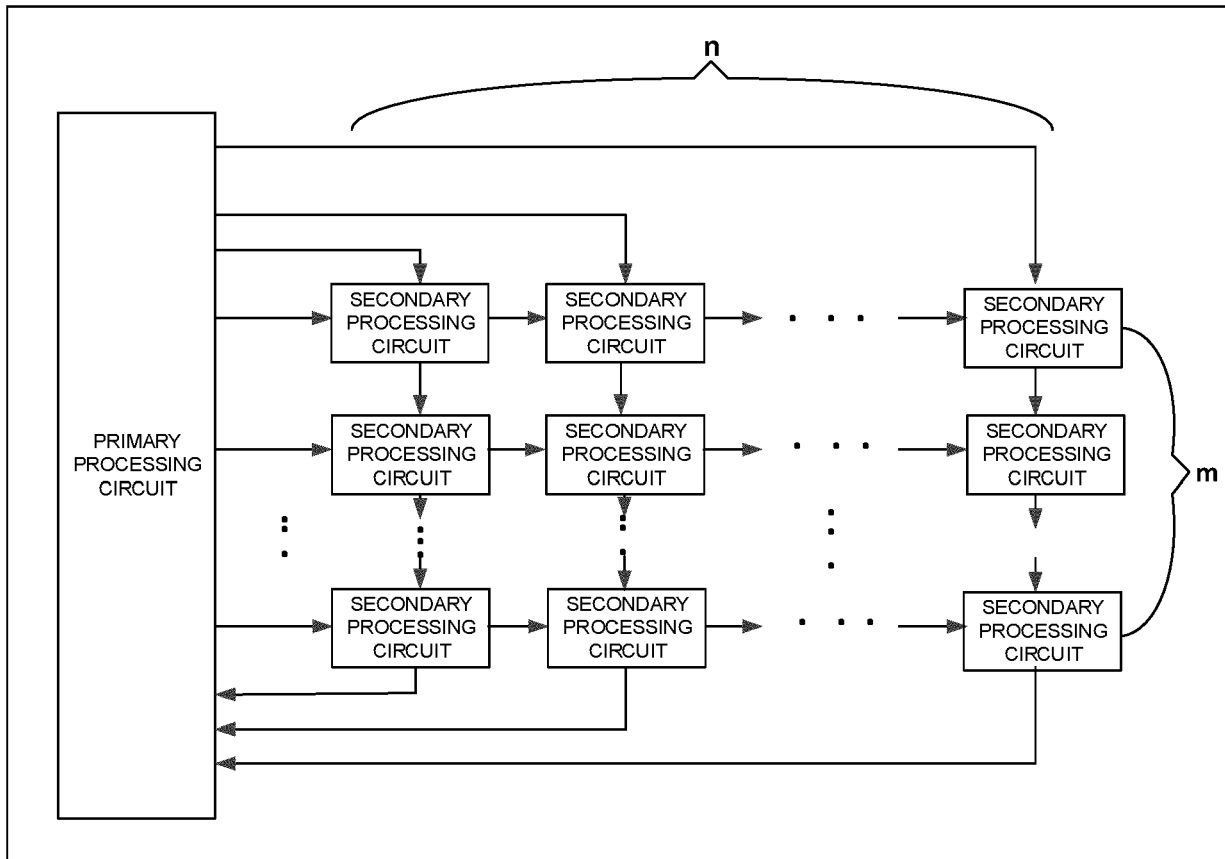 n
SECONDARY
PROCESSING
CIRCUIT
SECONDARY
PROCESSING
CIRCUIT
SECONDARY
PROCESSING
CIRCUIT
PRIMARY
PROCESSING
CIRCUIT
SECONDARY
PROCESSING
CIRCUIT
SECONDARY
PROCESSING
CIRCUIT
SECONDARY
PROCESSING
CIRCUIT
m
SECONDARY
PROCESSING
CIRCUIT
SECONDARY
PROCESSING
CIRCUIT
SECONDARY
PROCESSING
CIRCUIT